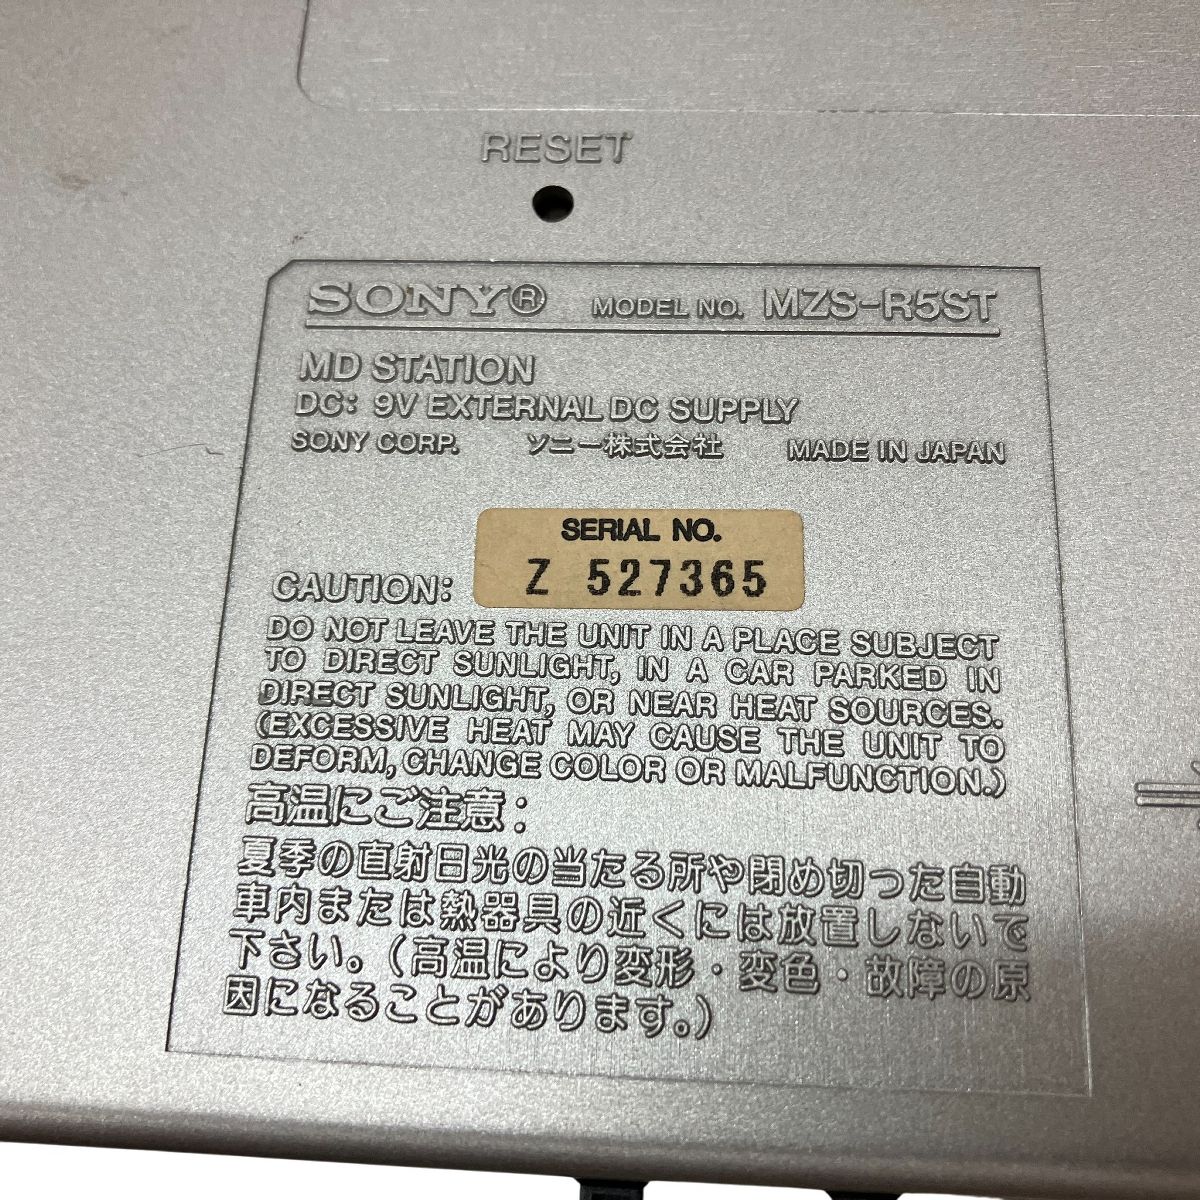 RESET
SONY® MODEL NO. MZS-R5ST
MD STATION
DC: 9V EXTERNAL DC SUPPLY
SONY CORP. ソニー株式会社 MADE IN JAPAN
SERIAL NO.
Z 527365
CAUTION:
DO NOT LEAVE THE UNIT IN A PLACE SUBJECT
TO DIRECT SUNLIGHT, IN A CAR PARKED IN
DIRECT SUNLIGHT, OR NEAR HEAT SOURCES.
(EXCESSIVE HEAT MAY CAUSE THE UNIT TO
DEFORM, CHANGE COLOR OR MALFUNCTION.)
高温にご注意:
夏季の直射日光の当たる所や閉め切った自動
車内または熱器具の近くには放置しないで
下さい。(高温により変形・変色・故障の原
因になることがあります。)